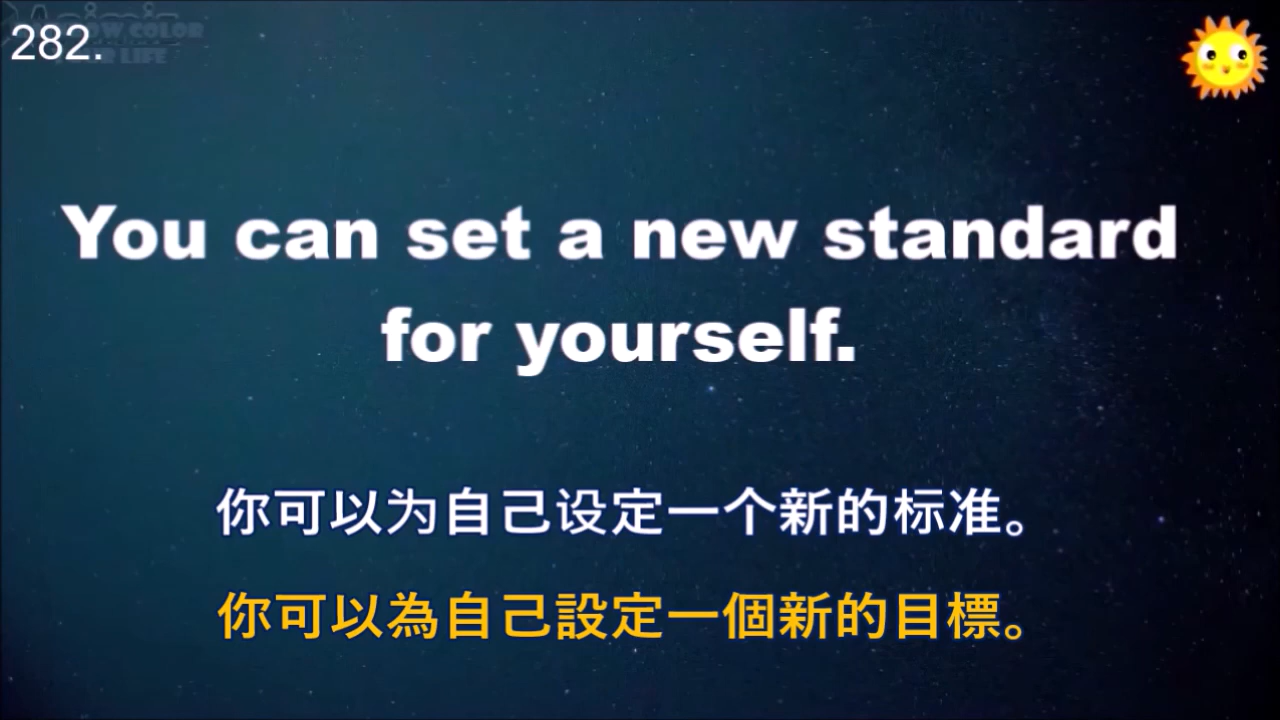 282.
You can set a new standard
for yourself.
你可以为自己设定一个新的标准。
你可以為自己設定一個新的目標。